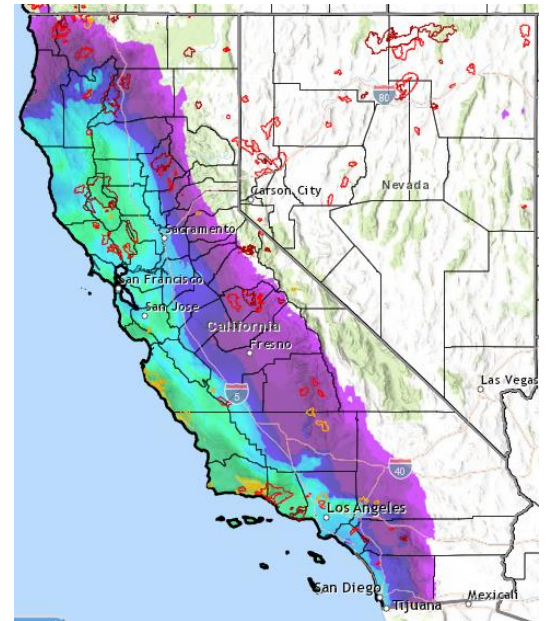 80
Carson City
Nevada
Sacramento
San Francisco
San Jose
California
Fresno
Las Vegas
5
40
Los Angeles
San Diego
Tijuana
Mexicali